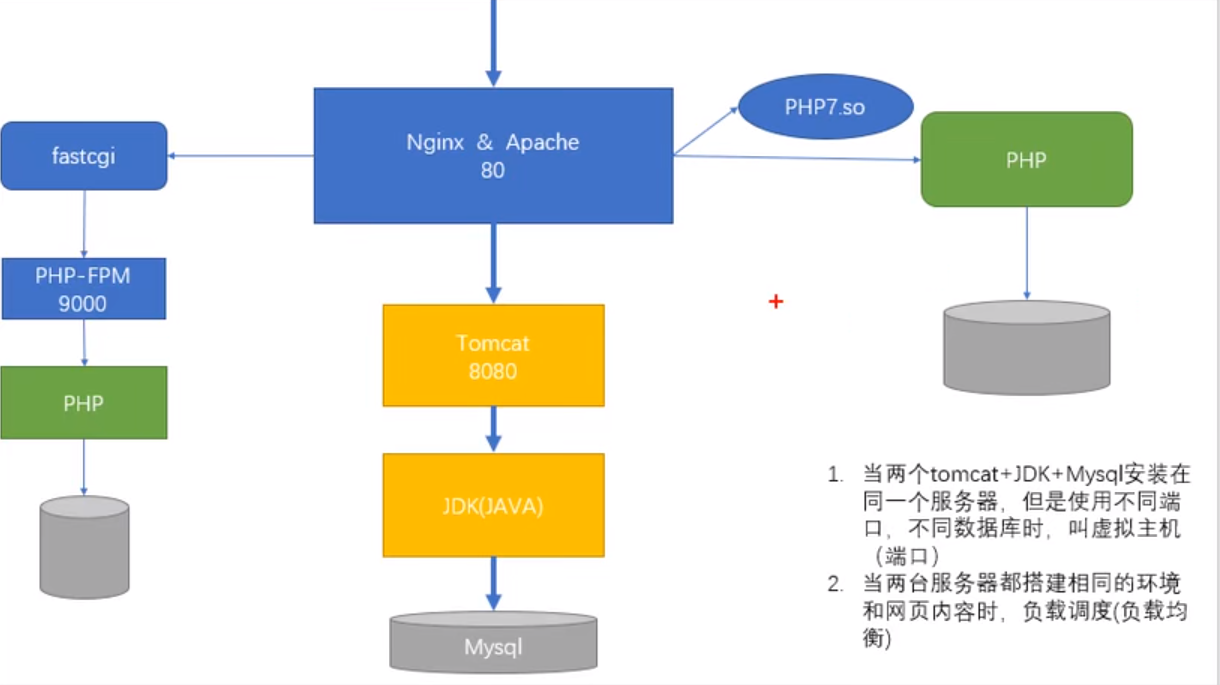 Nginx & Apache
80
PHP7.so
PHP
fastcgi
PHP-FPM
9000
PHP
Tomcat
8080
JDK(JAVA)
Mysql
1. 当两个tomcat+JDK+Mysql安装在
同一个服务器，但是使用不同端
口，不同数据库时，叫虚拟主机
（端口）
2. 当两台服务器都搭建相同的环境
和网页内容时，负载调度(负载均
衡)